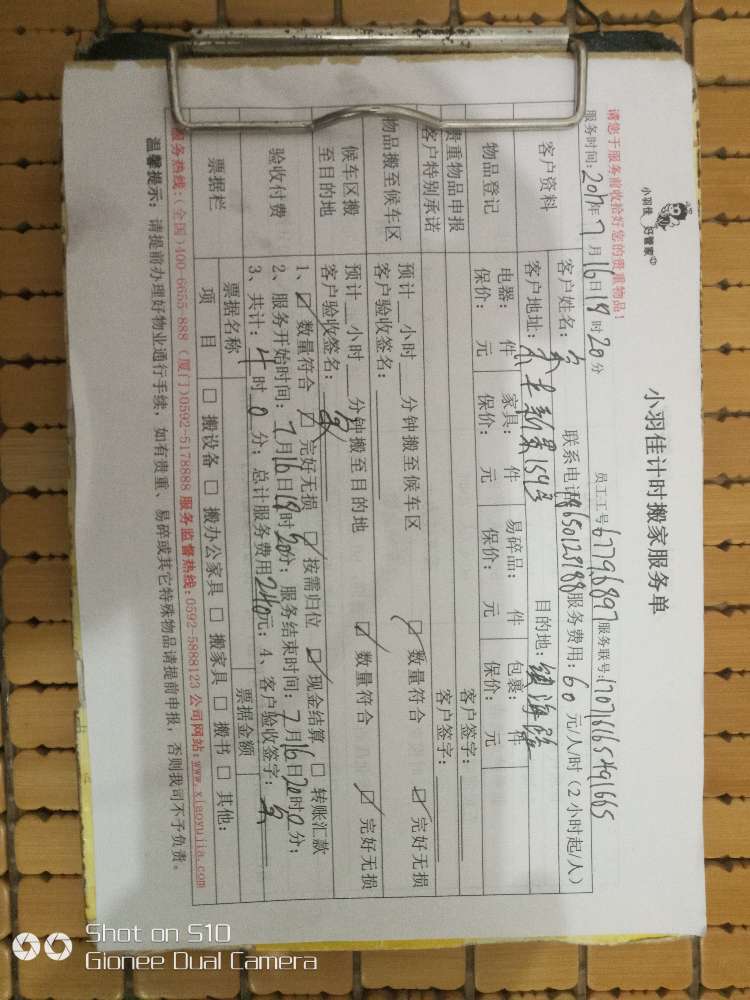 小羽佳 好管家
小羽佳计时搬家服务单
请您于服务前收拾好您的贵重物品！
员工工号6779.6897 服务联号:
服务时间: 2017年7月16日18时20分
客户资料
客户姓名:
联系电话 服务费用: 60元/人/时(2小时起/人)
客户地址: 目的地: 镇海路
物品登记
电器: 件 家具: 件 易碎品: 件 包裹: 件
保价: 元 保价: 元 保价: 元 保价: 元
贵重物品申报 客户签字:
客户特别承诺 客户签字:
物品搬至候车区
预计 小时 分钟搬至候车区 ☑ 数量符合 ☑ 完好无损
客户验收签名:
候车区搬至目的地
预计 小时 分钟搬至目的地 ☑ 数量符合 ☑ 完好无损
客户验收签名:
验收付费
1、☑ 数量符合 ☑ 完好无损 ☑ 按需归位 ☑ 现金结算 □ 转账汇款
2、服务开始时间: 7月16日18时20分; 服务结束时间: 7月16日20时0分;
3、共计: 4时0分; 总计服务费用240元; 4、客户验收签字:
票据栏
票据名称 票据金额
项目 □ 搬设备 □ 搬办公家具 □ 搬家具 □ 搬书 □ 其他:
服务热线:(全国)400-6655-888 (厦门)0592-5178888 服务监督热线:0592-5888123 公司网站:www.xiaoyujia.com
温馨提示: 请提前办理好物业通行手续，如有贵重、易碎或其它特殊物品请提前申报，否则我司不予负责。
Shot on S10
Gionee Dual Camera